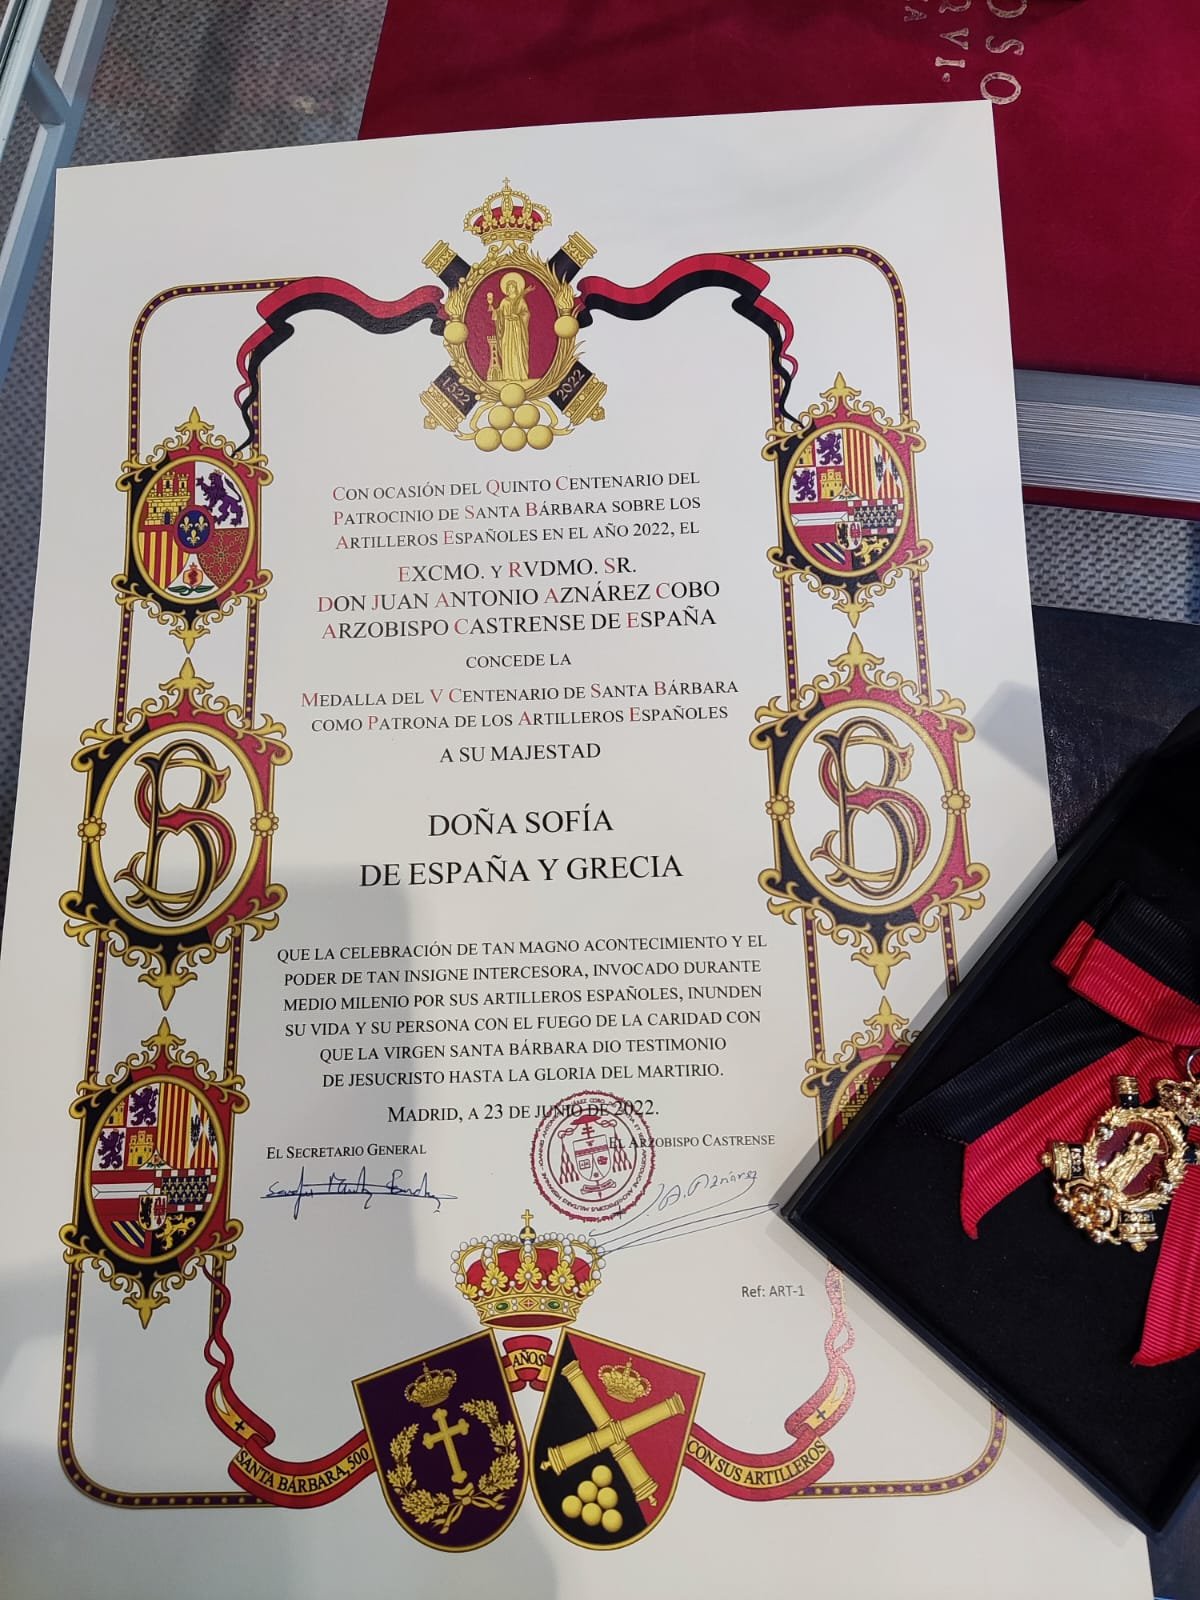 1522
2022
CON OCASIÓN DEL QUINTO CENTENARIO DEL
PATROCINIO DE SANTA BÁRBARA SOBRE LOS
ARTILLEROS ESPAÑOLES EN EL AÑO 2022, EL
EXCMO. Y RVDMO. SR.
DON JUAN ANTONIO AZNÁREZ COBO
ARZOBISPO CASTRENSE DE ESPAÑA
CONCEDE LA
MEDALLA DEL V CENTENARIO DE SANTA BÁRBARA
COMO PATRONA DE LOS ARTILLEROS ESPAÑOLES
A SU MAJESTAD
DOÑA SOFÍA
DE ESPAÑA Y GRECIA
QUE LA CELEBRACIÓN DE TAN MAGNO ACONTECIMIENTO Y EL
PODER DE TAN INSIGNE INTERCESORA, INVOCADO DURANTE
MEDIO MILENIO POR SUS ARTILLEROS ESPAÑOLES, INUNDEN
SU VIDA Y SU PERSONA CON EL FUEGO DE LA CARIDAD CON
QUE LA VIRGEN SANTA BÁRBARA DIO TESTIMONIO
DE JESUCRISTO HASTA LA GLORIA DEL MARTIRIO.
MADRID, A 23 DE JUNIO DE 2022.
EL SECRETARIO GENERAL
EL ARZOBISPO CASTRENSE
Ref: ART-1
SANTA BÁRBARA, 500
AÑOS
CON SUS ARTILLEROS
SB
SB
1522
2022